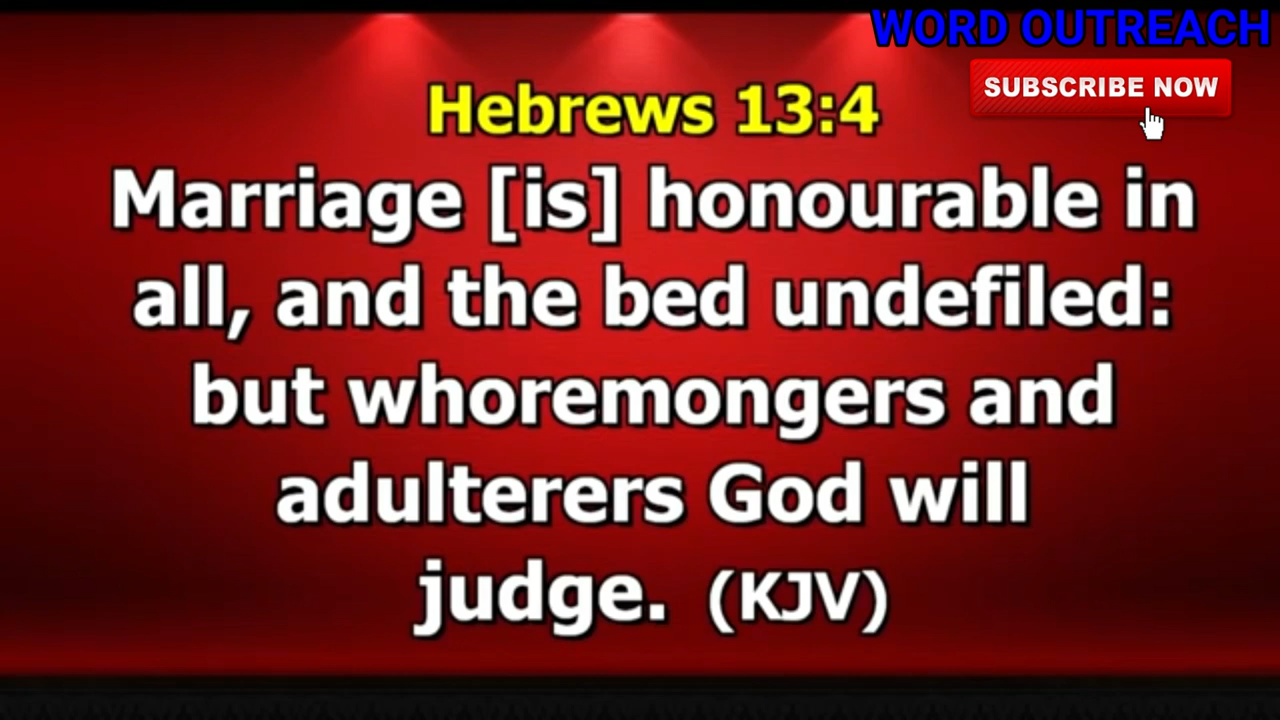 WORD OUTREACH
SUBSCRIBE NOW
Hebrews 13:4
Marriage [is] honourable in
all, and the bed undefiled:
but whoremongers and
adulterers God will
judge. (KJV)